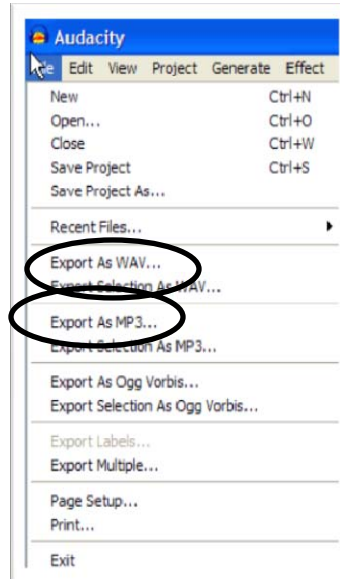 Audacity
File Edit View Project Generate Effect
New Ctrl+N
Open... Ctrl+O
Close Ctrl+W
Save Project Ctrl+S
Save Project As...
Recent Files...
Export As WAV...
Export Selection As WAV...
Export As MP3...
Export Selection As MP3...
Export As Ogg Vorbis...
Export Selection As Ogg Vorbis...
Export Labels...
Export Multiple...
Page Setup...
Print...
Exit